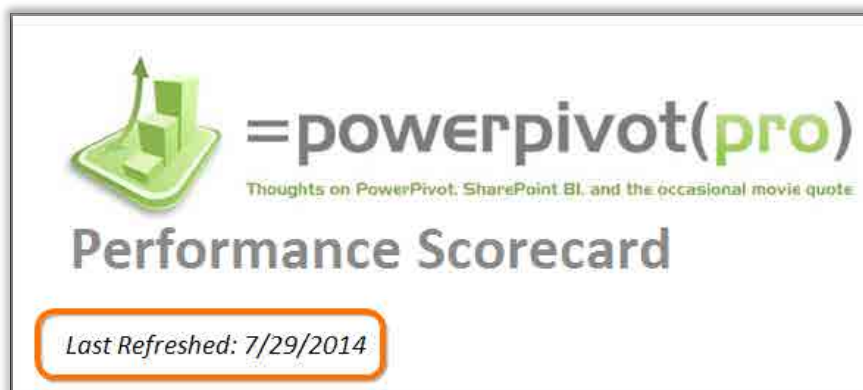 =powerpivot(pro)
Thoughts on PowerPivot, SharePoint BI, and the occasional movie quote
Performance Scorecard
Last Refreshed: 7/29/2014